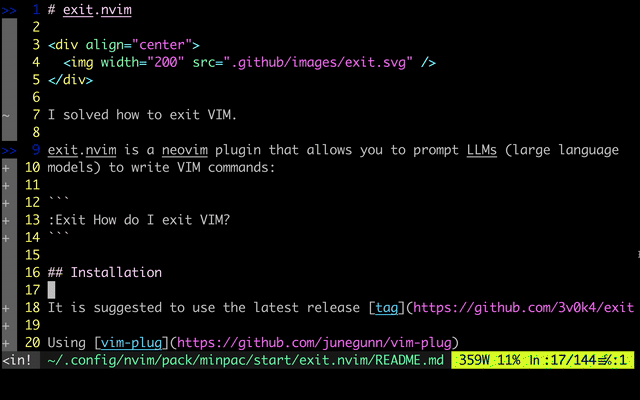 >> 1 # exit.nvim
2
3 <div align="center">
4 <img width="200" src=".github/images/exit.svg" />
5 </div>
6
~ 7 I solved how to exit VIM.
8
>> 9 exit.nvim is a neovim plugin that allows you to prompt LLMs (large language
+ 10 models) to write VIM commands:
+ 11
+ 12 ```
+ 13 :Exit How do I exit VIM?
+ 14 ```
15
16 ## Installation
17
+ 18 It is suggested to use the latest release [tag](https://github.com/3v0k4/exit
+ 19
+ 20 Using [vim-plug](https://github.com/junegunn/vim-plug)
<in! ~/.config/nvim/pack/minpac/start/exit.nvim/README.md 359W 11% ln :17/144≡%:1